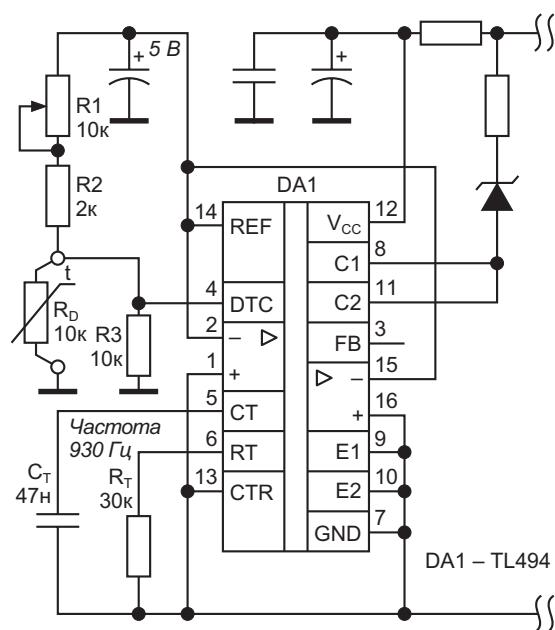 + 5 В
+
R1
10к
R2
2к
t
R_D
10к
R3
10к
DA1
14 REF
V_CC 12
C1 8
4 DTC
C2 11
2 –
FB 3
1 +
– 15
5 CT
+ 16
Частота
930 Гц
6 RT
E1 9
C_T
47н
R_T
30к
13 CTR
E2 10
GND 7
DA1 – TL494